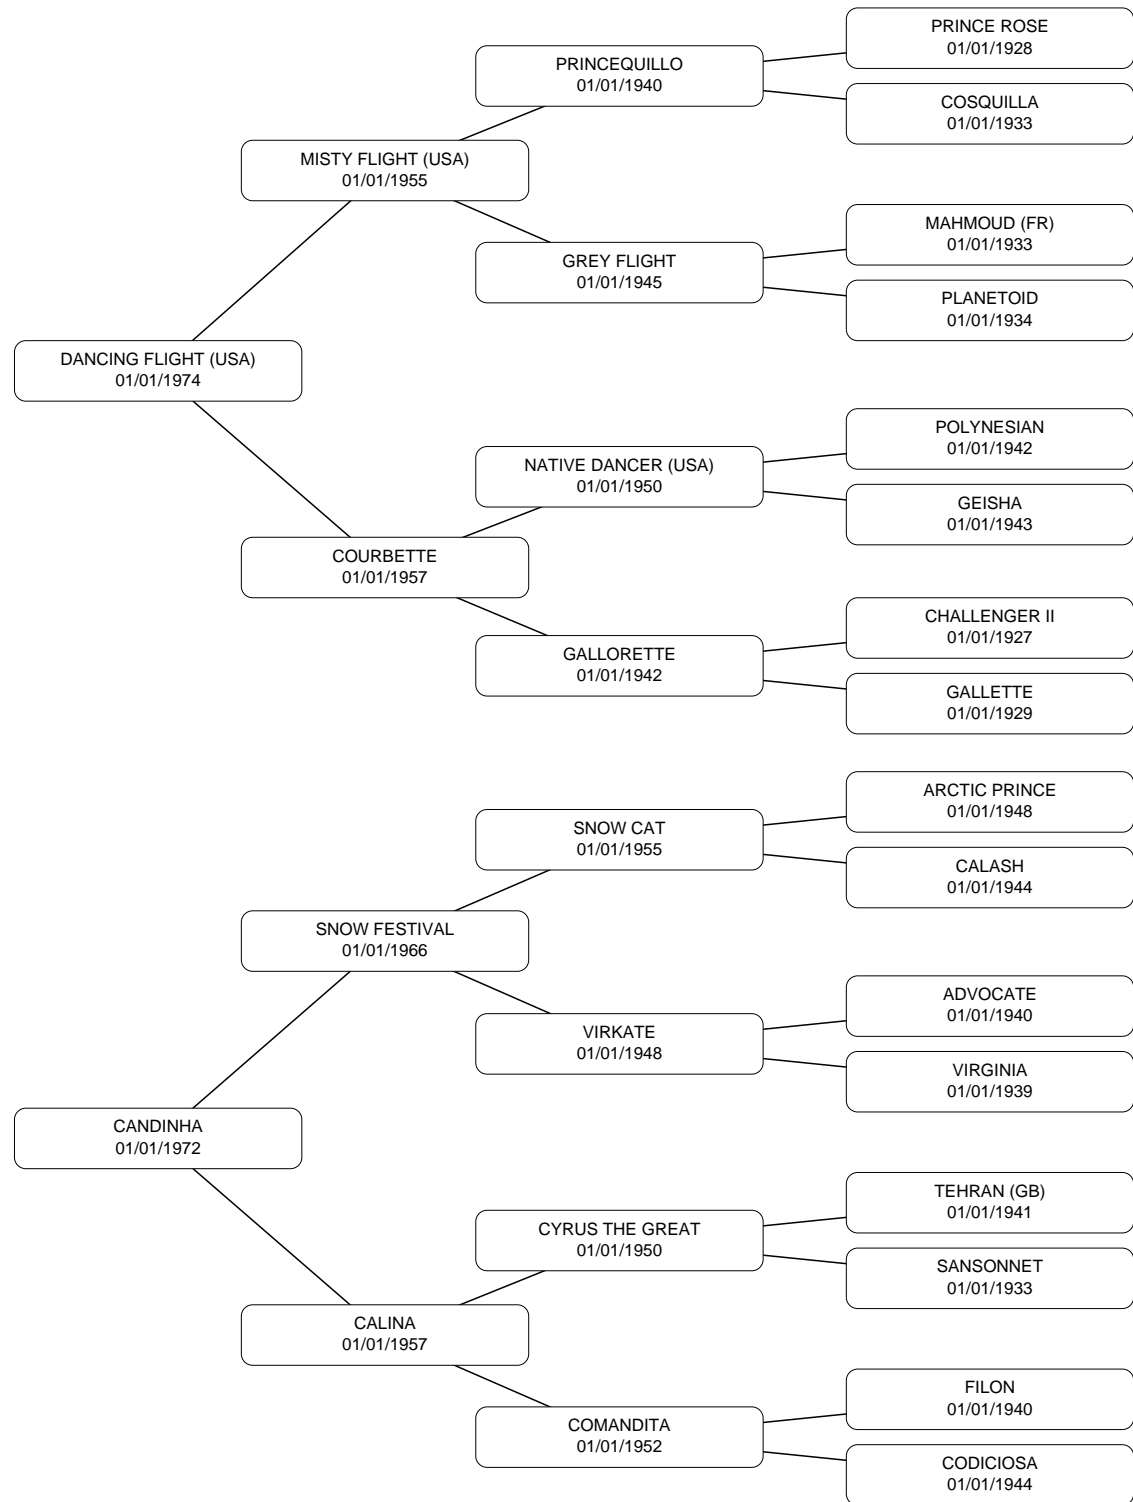 PRINCE ROSE
01/01/1928
PRINCEQUILLO
01/01/1940
COSQUILLA
01/01/1933
MISTY FLIGHT (USA)
01/01/1955
MAHMOUD (FR)
01/01/1933
GREY FLIGHT
01/01/1945
PLANETOID
01/01/1934
DANCING FLIGHT (USA)
01/01/1974
POLYNESIAN
01/01/1942
NATIVE DANCER (USA)
01/01/1950
GEISHA
01/01/1943
COURBETTE
01/01/1957
CHALLENGER II
01/01/1927
GALLORETTE
01/01/1942
GALLETTE
01/01/1929
ARCTIC PRINCE
01/01/1948
SNOW CAT
01/01/1955
CALASH
01/01/1944
SNOW FESTIVAL
01/01/1966
ADVOCATE
01/01/1940
VIRKATE
01/01/1948
VIRGINIA
01/01/1939
CANDINHA
01/01/1972
TEHRAN (GB)
01/01/1941
CYRUS THE GREAT
01/01/1950
SANSONNET
01/01/1933
CALINA
01/01/1957
FILON
01/01/1940
COMANDITA
01/01/1952
CODICIOSA
01/01/1944